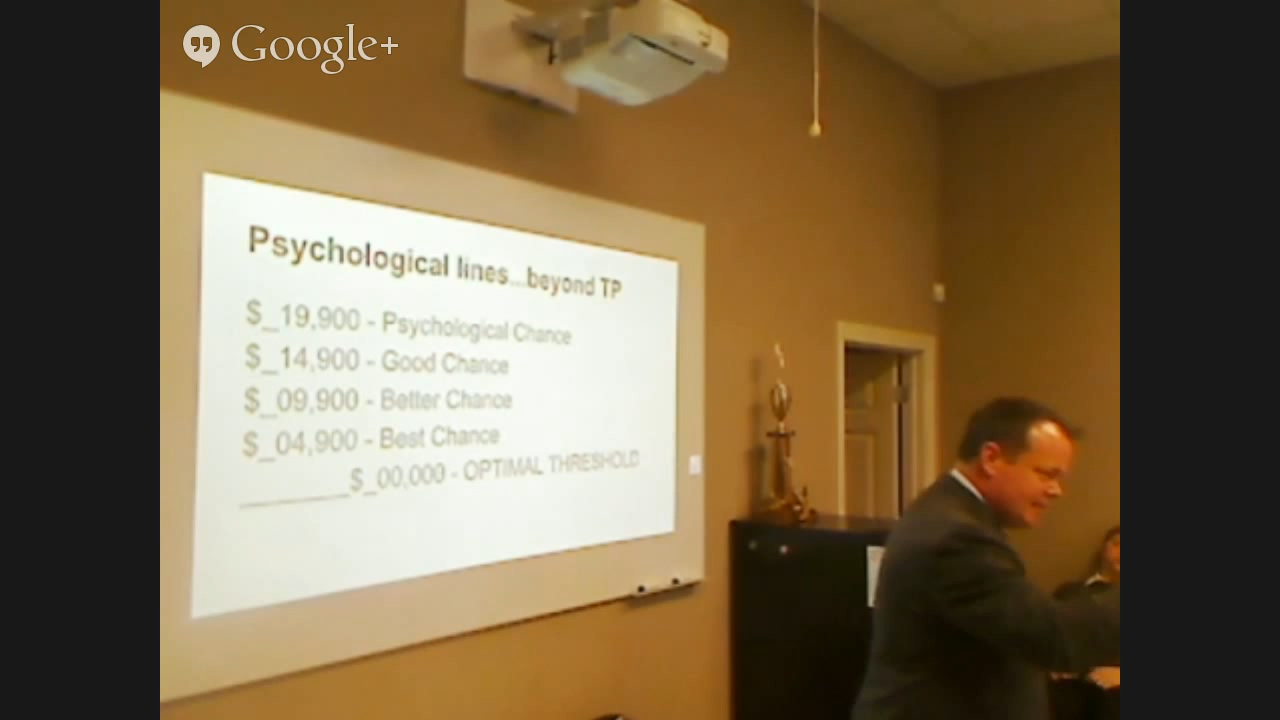 Google+
Psychological lines...beyond TP
$_19,900 - Psychological Chance
$_14,900 - Good Chance
$_09,900 - Better Chance
$_04,900 - Best Chance
_______$_00,000 - OPTIMAL THRESHOLD